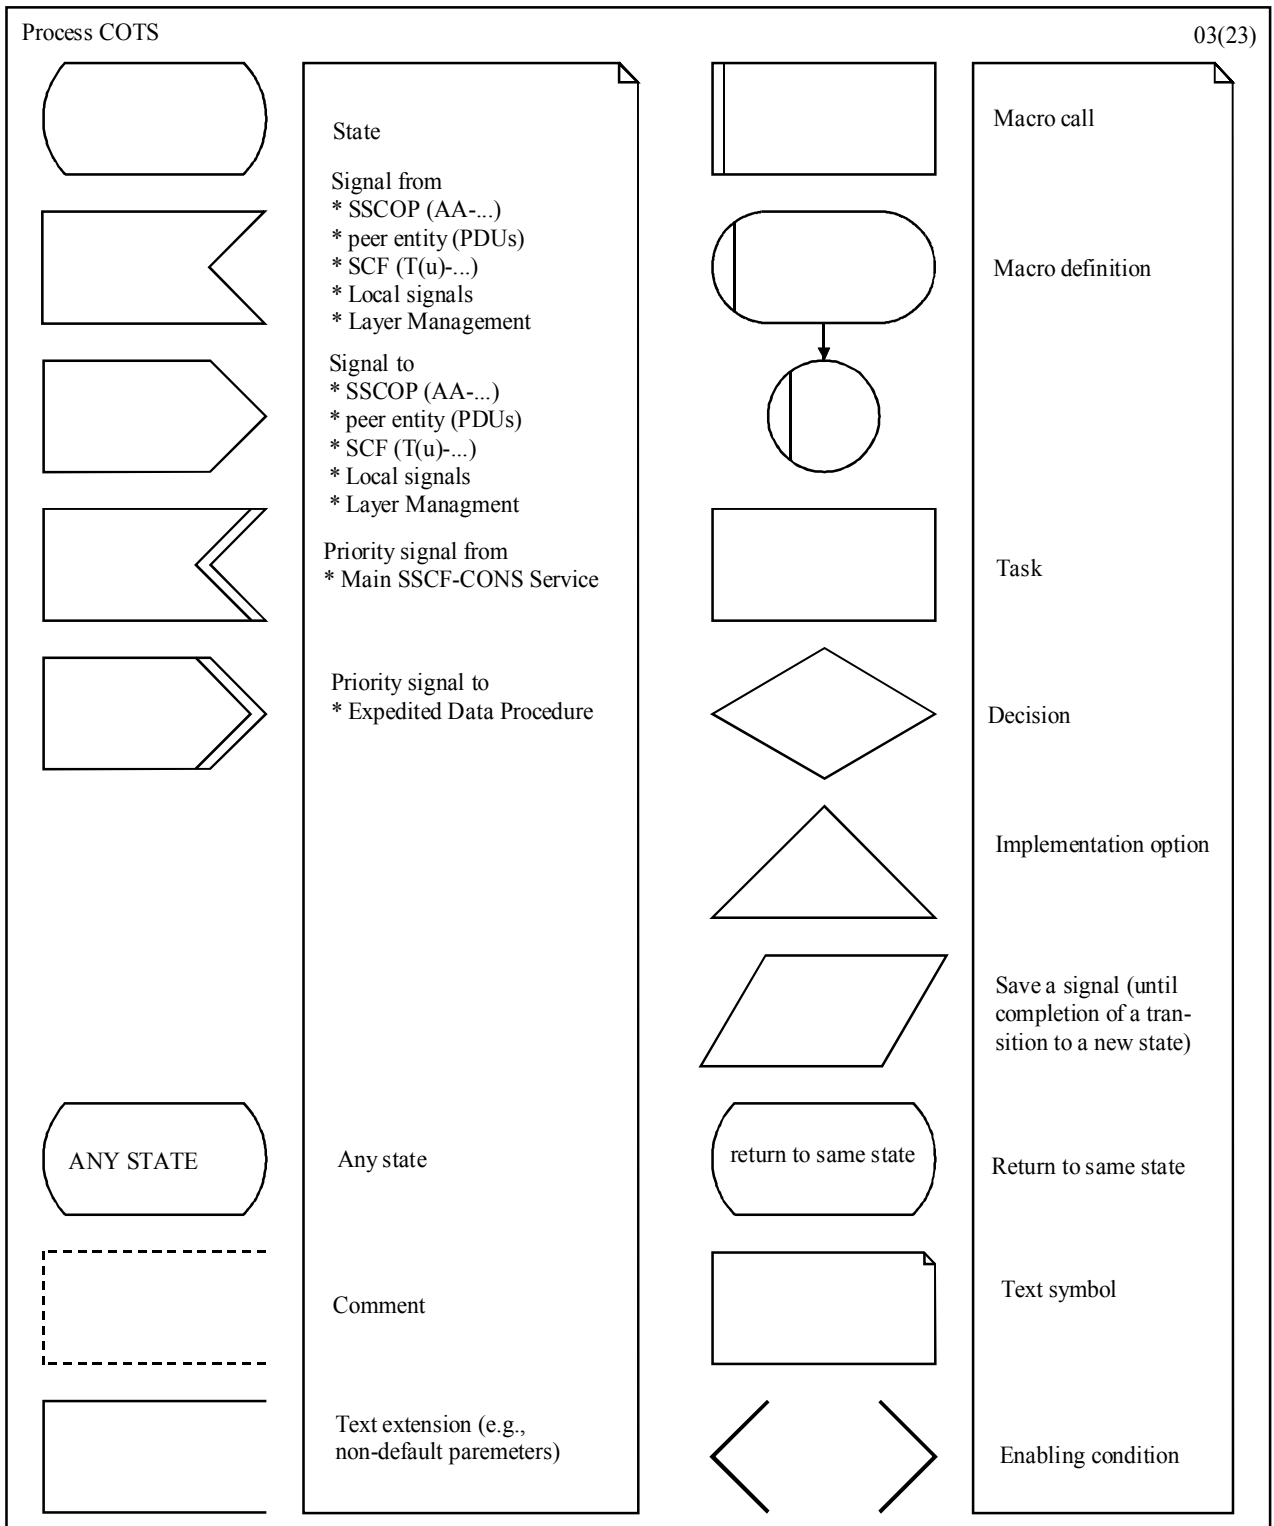 Process COTS
03(23)
State
Signal from
* SSCOP (AA-...)
* peer entity (PDUs)
* SCF (T(u)-...)
* Local signals
* Layer Management
Signal to
* SSCOP (AA-...)
* peer entity (PDUs)
* SCF (T(u)-...)
* Local signals
* Layer Managment
Priority signal from
* Main SSCF-CONS Service
Priority signal to
* Expedited Data Procedure
ANY STATE
Any state
Comment
Text extension (e.g.,
non-default paremeters)
Macro call
Macro definition
Task
Decision
Implementation option
Save a signal (until
completion of a tran-
sition to a new state)
return to same state
Return to same state
Text symbol
Enabling condition